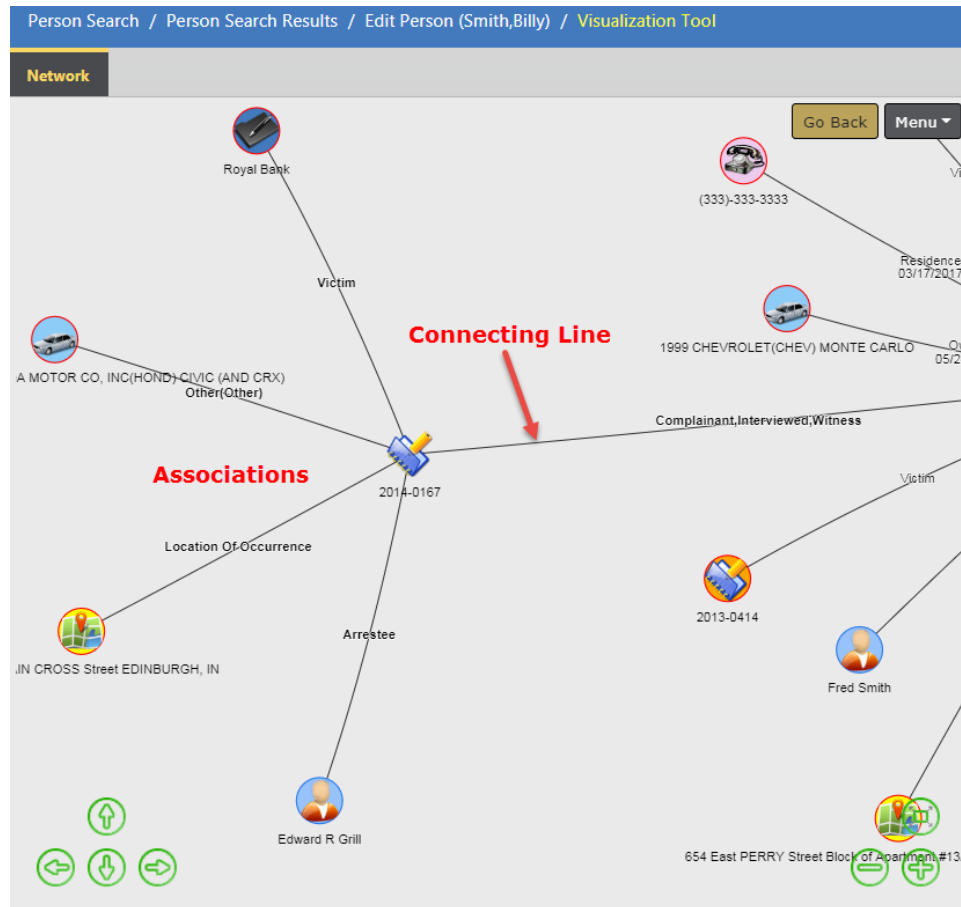 Person Search / Person Search Results / Edit Person (Smith,Billy) / Visualization Tool
Network
Go Back
Menu
Royal Bank
(333)-333-3333
Vi
Residence
03/17/2017
Victim
Connecting Line
1999 CHEVROLET(CHEV) MONTE CARLO
05/2
A MOTOR CO, INC(HOND) CIVIC (AND CRX)
Other(Other)
Complainant,Interviewed,Witness
Associations
2014-0167
Victim
Location Of Occurrence
2013-0414
Arrestee
IN CROSS Street EDINBURGH, IN
Fred Smith
Edward R Grill
654 East PERRY Street Block of Apartment #13